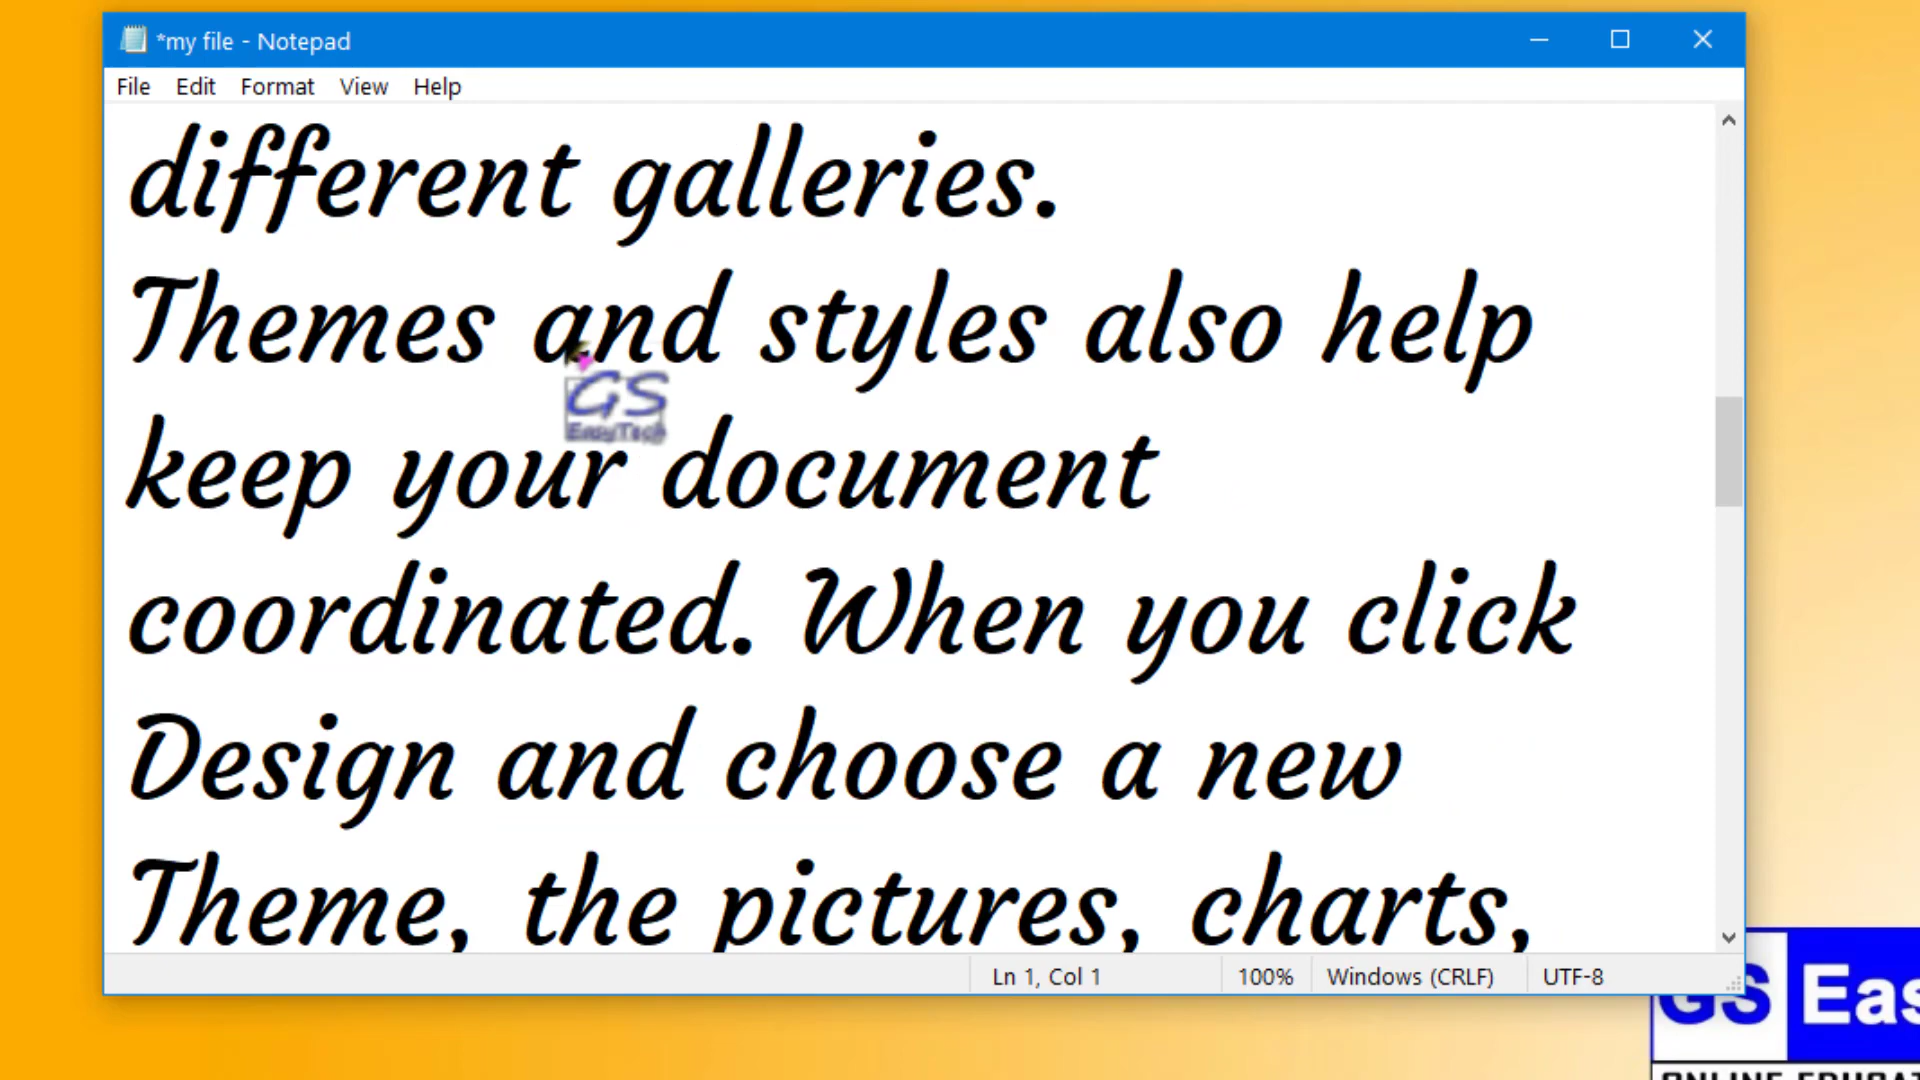 *my file - Notepad
File Edit Format View Help
different galleries.
Themes and styles also help
GS
EasyTech
keep your document
coordinated. When you click
Design and choose a new
Theme, the pictures, charts,
Ln 1, Col 1 100% Windows (CRLF) UTF-8
GS